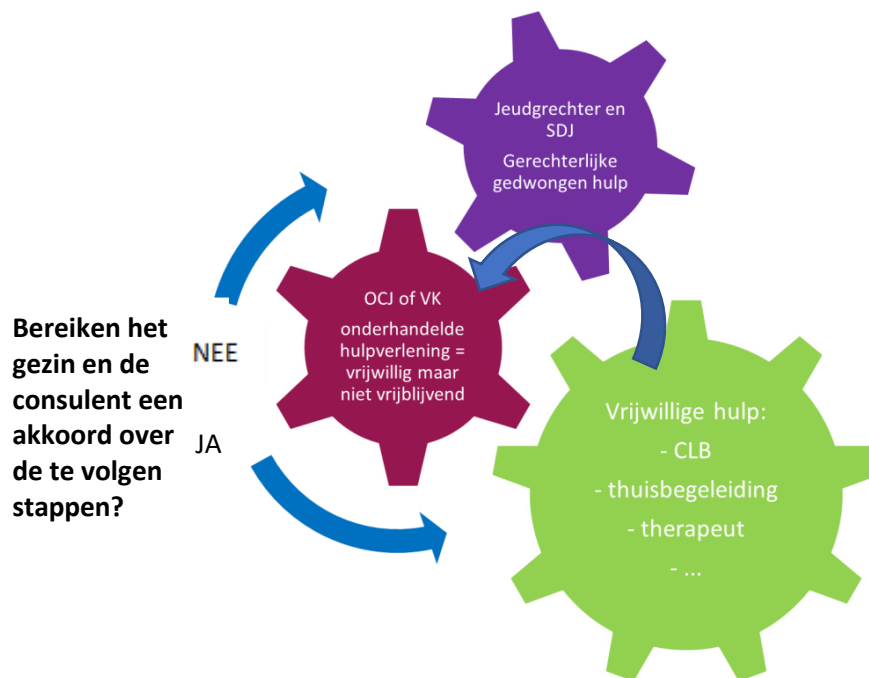 Jeudgrechter en
SDJ
Gerechterlijke
gedwongen hulp
OCJ of VK
onderhandelde
hulpverlening =
vrijwillig maar
niet vrijblijvend
Bereiken het
gezin en de
consulent een
akkoord over
de te volgen
stappen?
NEE
JA
Vrijwillige hulp:
- CLB
- thuisbegeleiding
- therapeut
- ...